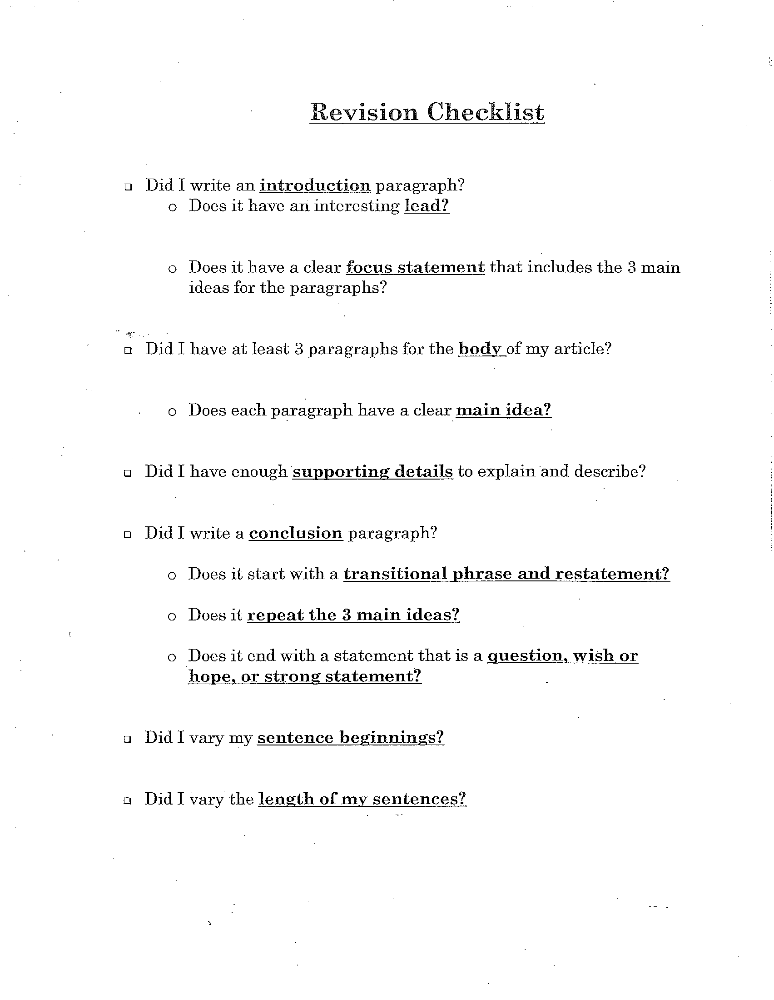 Revision Checklist
□ Did I write an introduction paragraph?
o Does it have an interesting lead?
o Does it have a clear focus statement that includes the 3 main
ideas for the paragraphs?
□ Did I have at least 3 paragraphs for the body of my article?
o Does each paragraph have a clear main idea?
□ Did I have enough supporting details to explain and describe?
□ Did I write a conclusion paragraph?
o Does it start with a transitional phrase and restatement?
o Does it repeat the 3 main ideas?
o Does it end with a statement that is a question, wish or
hope, or strong statement?
□ Did I vary my sentence beginnings?
□ Did I vary the length of my sentences?